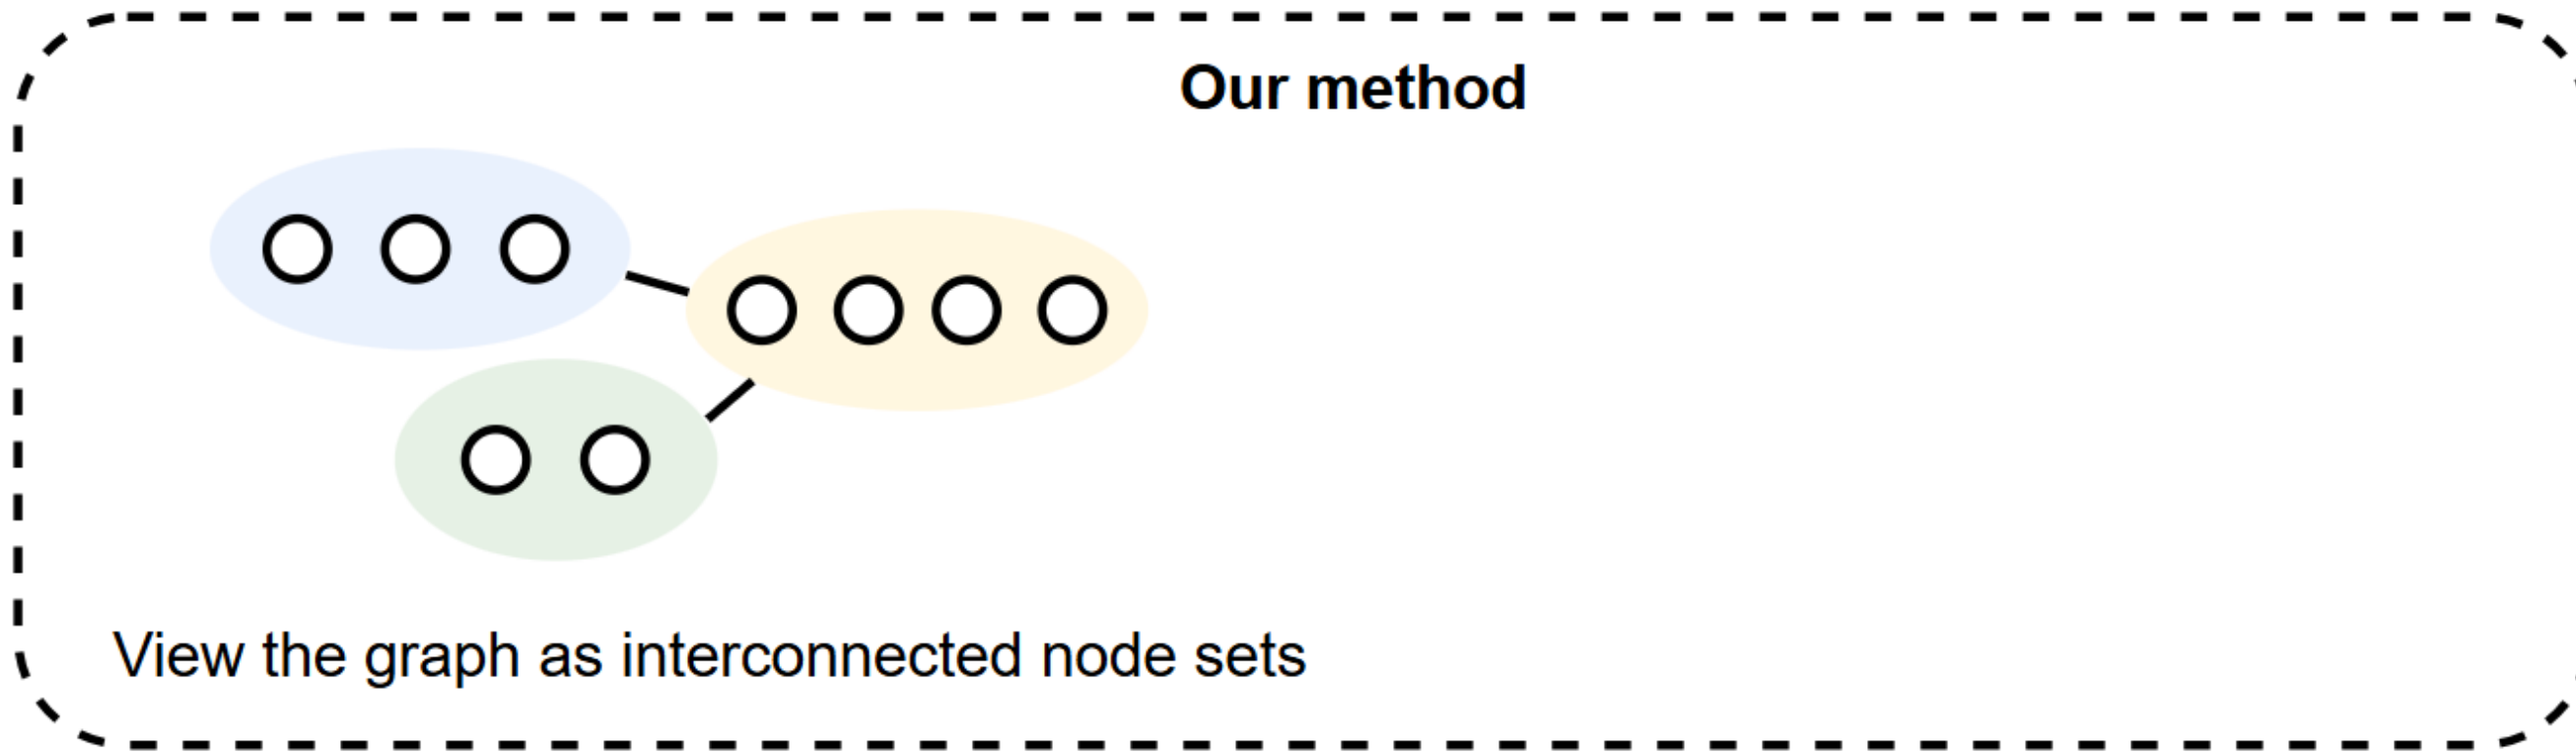 Our method
View the graph as interconnected node sets